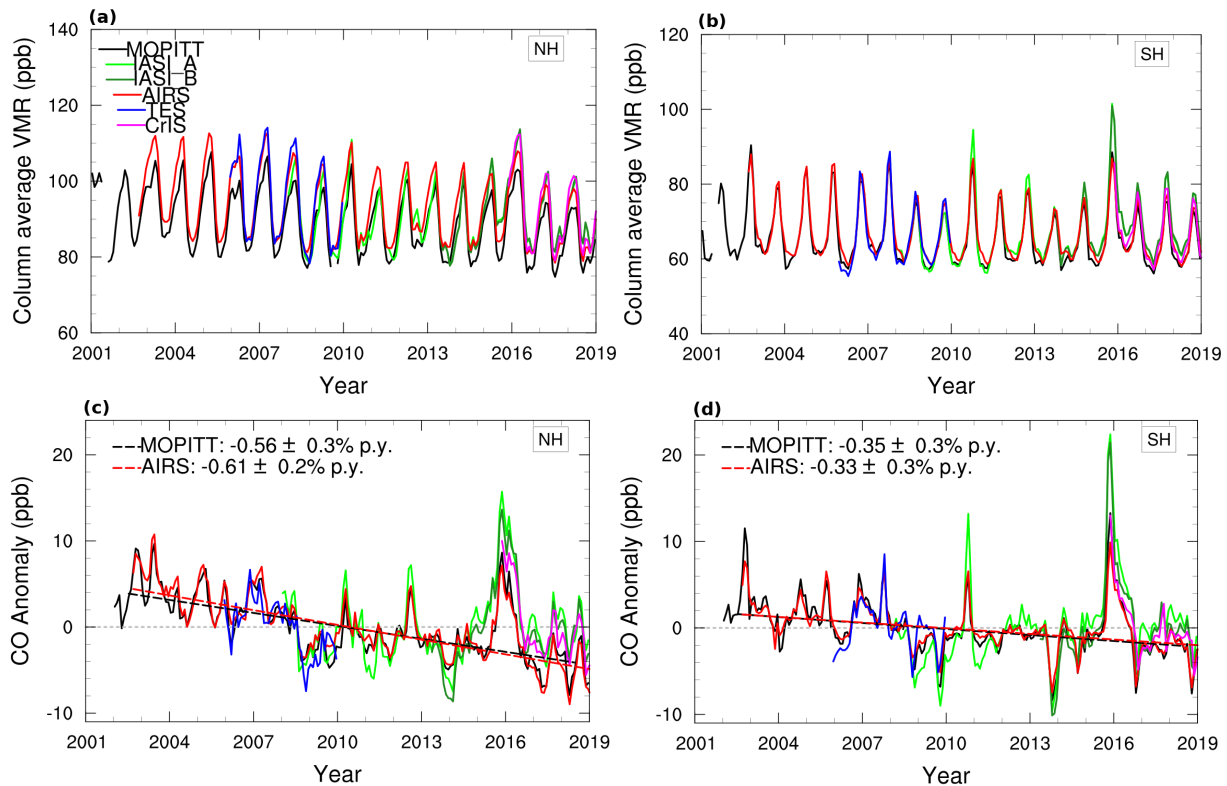 (a)
140
120
100
80
60
Column average VMR (ppb)
MOPITT
IASI_A
IASI_B
AIRS
TES
CrIS
NH
2001 2004 2007 2010 2013 2016 2019
Year
(b)
120
100
80
60
40
Column average VMR (ppb)
SH
2001 2004 2007 2010 2013 2016 2019
Year
(c)
20
10
0
-10
CO Anomaly (ppb)
MOPITT: -0.56 ± 0.3% p.y.
AIRS: -0.61 ± 0.2% p.y.
NH
2001 2004 2007 2010 2013 2016 2019
Year
(d)
20
10
0
-10
CO Anomaly (ppb)
MOPITT: -0.35 ± 0.3% p.y.
AIRS: -0.33 ± 0.3% p.y.
SH
2001 2004 2007 2010 2013 2016 2019
Year